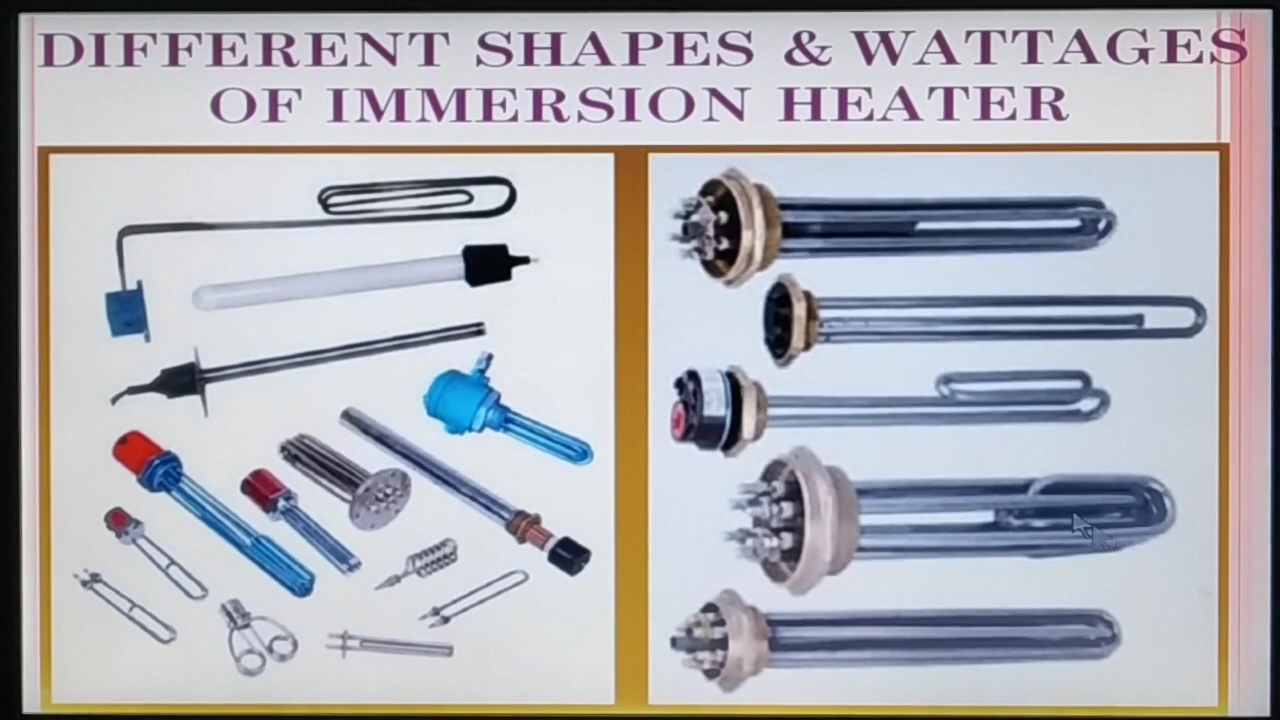 DIFFERENT SHAPES & WATTAGES
OF IMMERSION HEATER